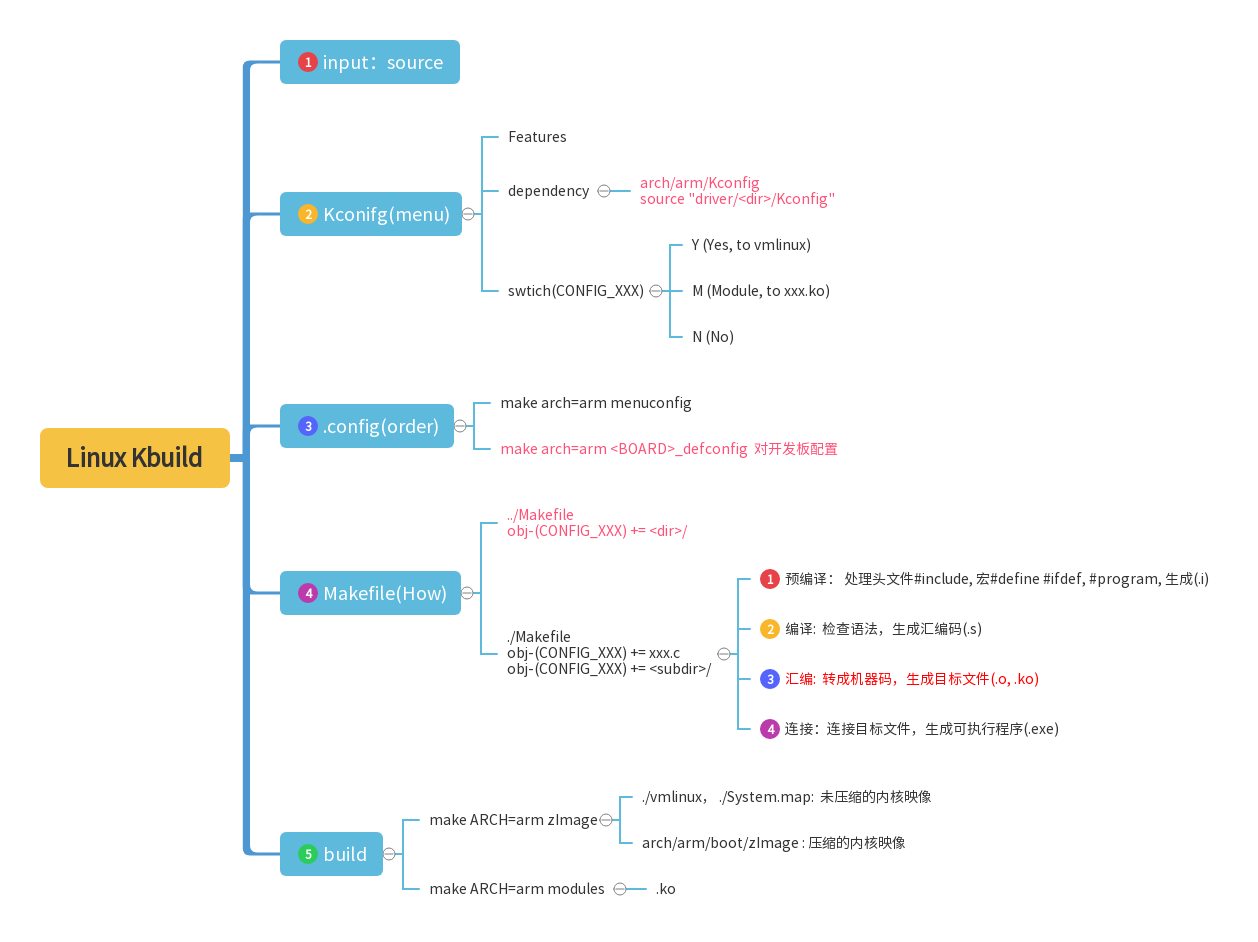 Linux Kbuild
1 input：source
2 Kconifg(menu)
Features
dependency
arch/arm/Kconfig
source "driver/<dir>/Kconfig"
swtich(CONFIG_XXX)
Y (Yes, to vmlinux)
M (Module, to xxx.ko)
N (No)
3 .config(order)
make arch=arm menuconfig
make arch=arm <BOARD>_defconfig 对开发板配置
4 Makefile(How)
../Makefile
obj-(CONFIG_XXX) += <dir>/
./Makefile
obj-(CONFIG_XXX) += xxx.c
obj-(CONFIG_XXX) += <subdir>/
1 预编译： 处理头文件#include, 宏#define #ifdef, #program, 生成(.i)
2 编译: 检查语法，生成汇编码(.s)
3 汇编: 转成机器码，生成目标文件(.o, .ko)
4 连接：连接目标文件，生成可执行程序(.exe)
5 build
make ARCH=arm zImage
./vmlinux， ./System.map: 未压缩的内核映像
arch/arm/boot/zImage : 压缩的内核映像
make ARCH=arm modules
.ko